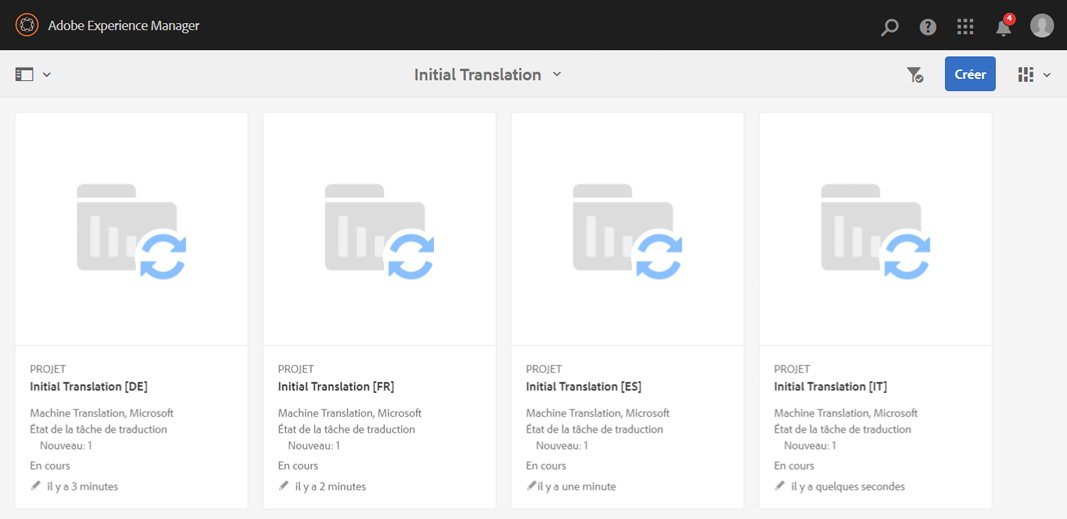 Adobe Experience Manager
4
Initial Translation
Créer
PROJET
Initial Translation [DE]
Machine Translation, Microsoft
État de la tâche de traduction
Nouveau: 1
En cours
il y a 3 minutes
PROJET
Initial Translation [FR]
Machine Translation, Microsoft
État de la tâche de traduction
Nouveau: 1
En cours
il y a 2 minutes
PROJET
Initial Translation [ES]
Machine Translation, Microsoft
État de la tâche de traduction
Nouveau: 1
En cours
il y a une minute
PROJET
Initial Translation [IT]
Machine Translation, Microsoft
État de la tâche de traduction
Nouveau: 1
En cours
il y a quelques secondes